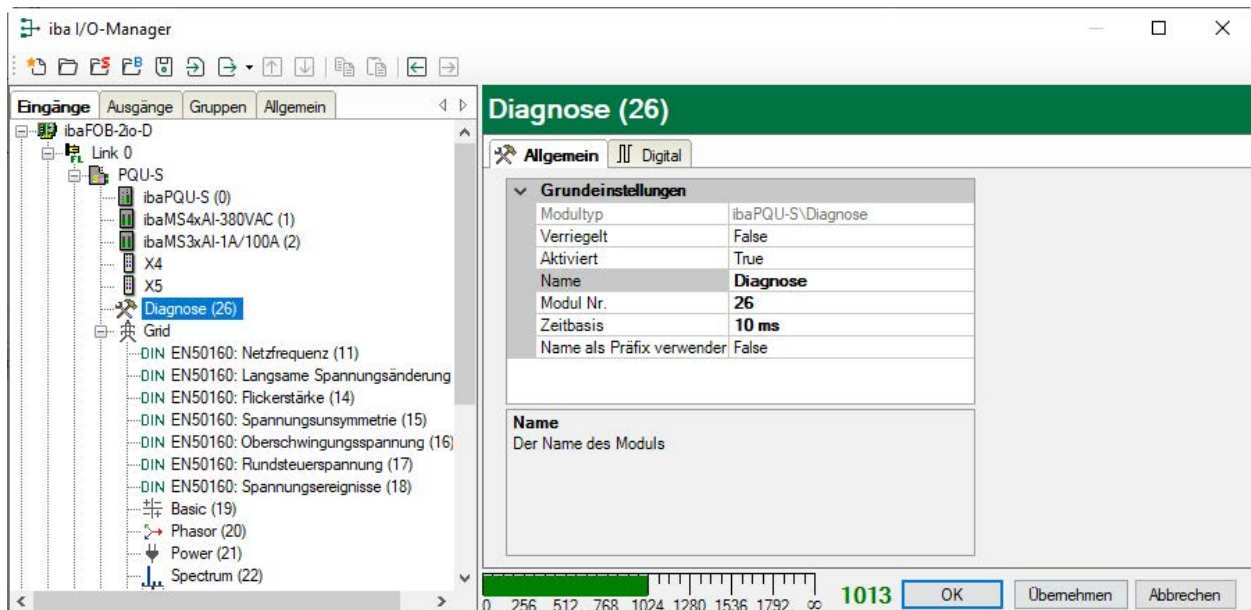 iba I/O-Manager
Eingänge Ausgänge Gruppen Allgemein
ibaFOB-2io-D
FL Link 0
PQU-S
ibaPQU-S (0)
ibaMS4xAI-380VAC (1)
ibaMS3xAI-1A/100A (2)
X4
X5
Diagnose (26)
Grid
DIN EN50160: Netzfrequenz (11)
DIN EN50160: Langsame Spannungsänderung
DIN EN50160: Flickerstärke (14)
DIN EN50160: Spannungsunsymmetrie (15)
DIN EN50160: Oberschwingungsspannung (16)
DIN EN50160: Rundsteuerspannung (17)
DIN EN50160: Spannungsereignisse (18)
Basic (19)
Phasor (20)
Power (21)
Spectrum (22)
Diagnose (26)
Allgemein Digital
Grundeinstellungen
Modultyp ibaPQU-S\Diagnose
Verriegelt False
Aktiviert True
Name Diagnose
Modul Nr. 26
Zeitbasis 10 ms
Name als Präfix verwender False
Name
Der Name des Moduls
0 256 512 768 1024 1280 1536 1792 ∞
1013
OK Übernehmen Abbrechen